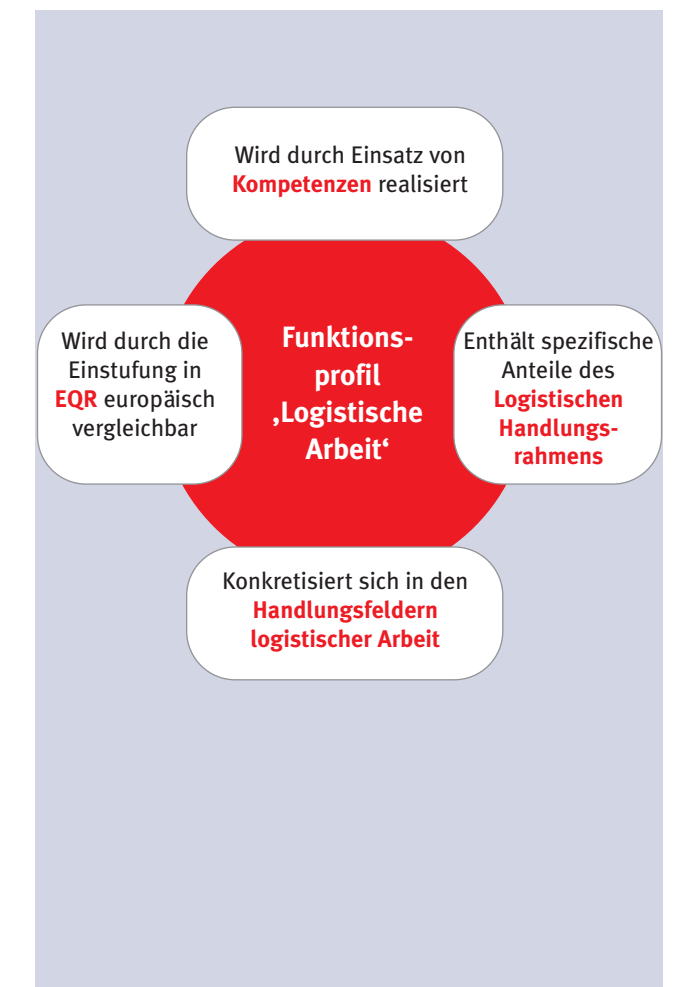 Wird durch Einsatz von
Kompetenzen realisiert
Wird durch die
Einstufung in
EQR europäisch
vergleichbar
Funktions-
profil
‚Logistische
Arbeit‘
Enthält spezifische
Anteile des
Logistischen
Handlungs-
rahmens
Konkretisiert sich in den
Handlungsfeldern
logistischer Arbeit